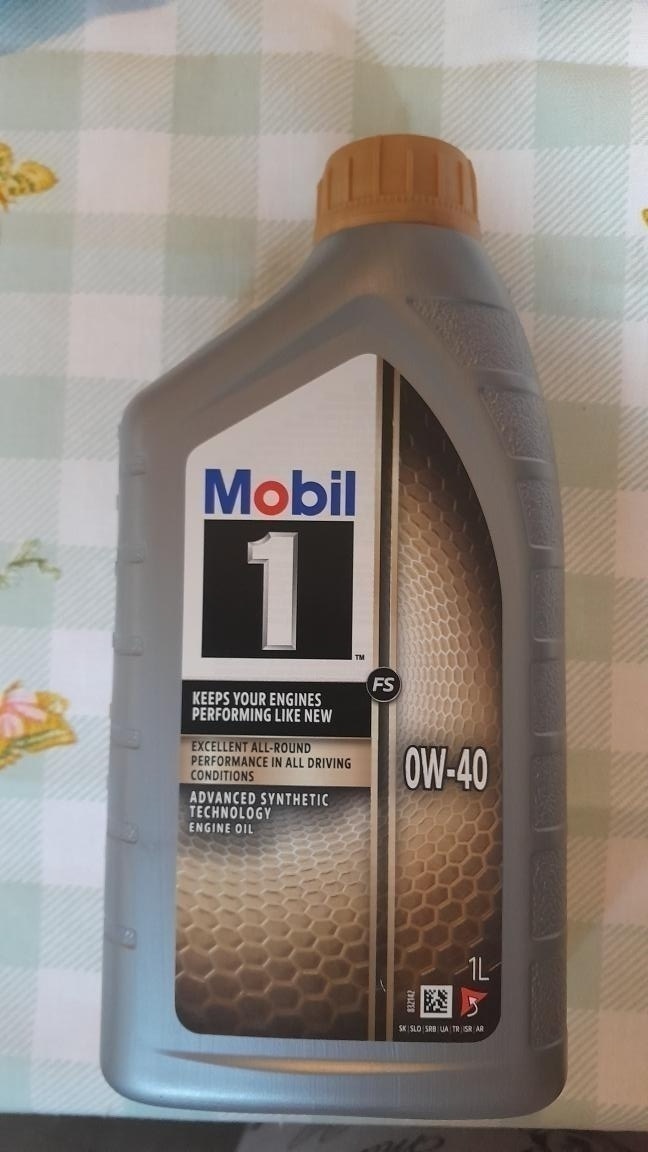 Mobil
1
™
FS
KEEPS YOUR ENGINES
PERFORMING LIKE NEW
EXCELLENT ALL-ROUND
PERFORMANCE IN ALL DRIVING
CONDITIONS
ADVANCED SYNTHETIC
TECHNOLOGY
ENGINE OIL
0W-40
1L
832142
SK | SLO | SRB | UA | TR | ISR | AR